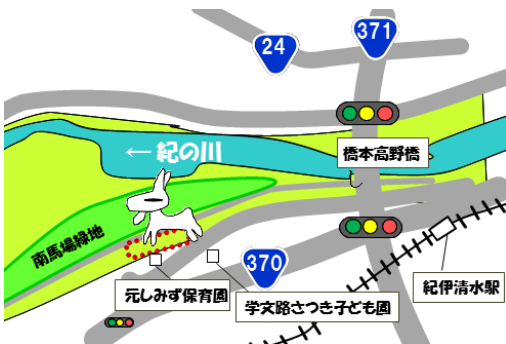 371
24
橋本高野橋
← 紀の川
南馬場緑地
370
紀伊清水駅
元しみず保育園
学文路さつき子ども園